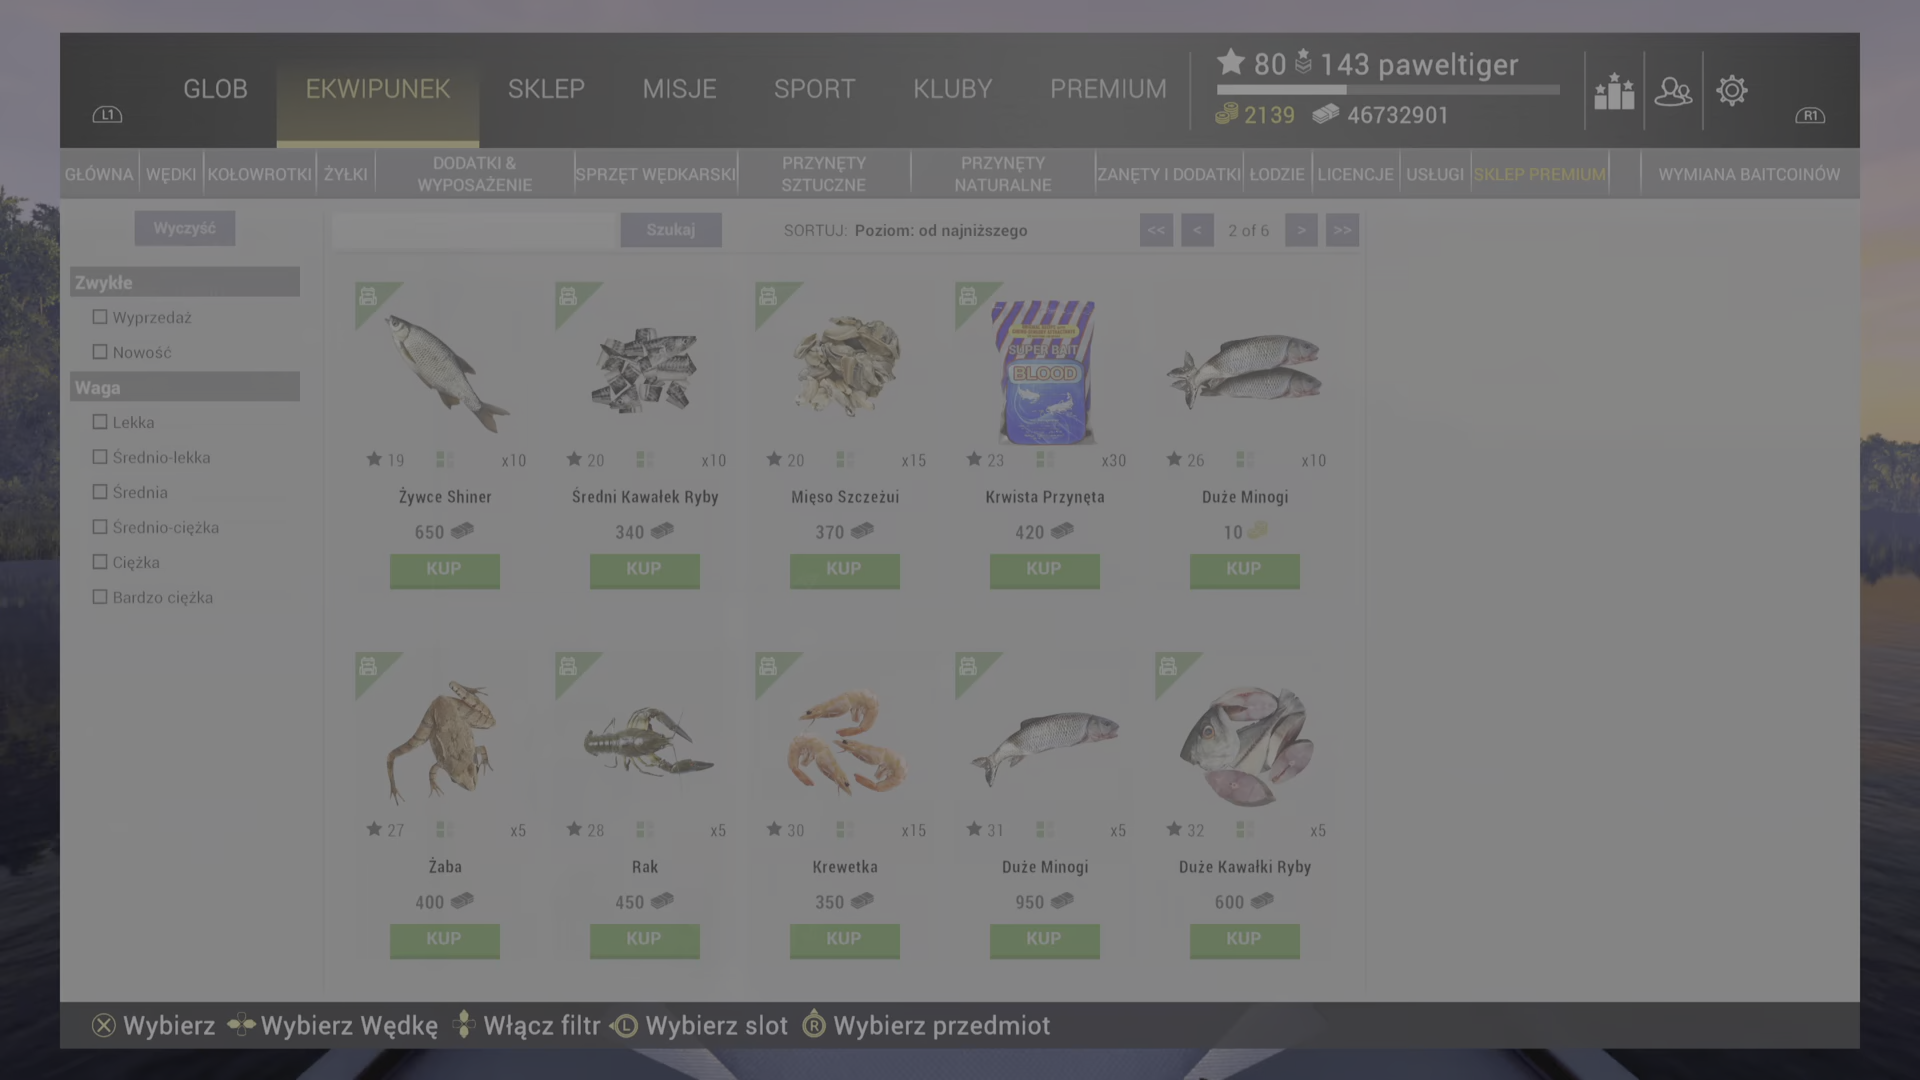 GLOB EKWIPUNEK SKLEP MISJE SPORT KLUBY PREMIUM
80 143 paweltiger
2139 46732901
L1
R1
GŁÓWNA WĘDKI KOŁOWROTKI ŻYŁKI DODATKI & WYPOSAŻENIE SPRZĘT WĘDKARSKI PRZYNĘTY SZTUCZNE PRZYNĘTY NATURALNE ZANĘTY I DODATKI ŁODZIE LICENCJE USŁUGI SKLEP PREMIUM WYMIANA BAITCOINÓW
Wyczyść
Szukaj SORTUJ: Poziom: od najniższego << < 2 of 6 > >>
Zwykłe
Wyprzedaż
Nowość
Waga
Lekka
Średnio-lekka
Średnia
Średnio-ciężka
Ciężka
Bardzo ciężka
SUPER BAIT
BLOOD
19 x10 20 x10 20 x15 23 x30 26 x10
Żywce Shiner Średni Kawałek Ryby Mięso Szczeżui Krwista Przynęta Duże Minogi
650 340 370 420 10
KUP KUP KUP KUP KUP
27 x5 28 x5 30 x15 31 x5 32 x5
Żaba Rak Krewetka Duże Minogi Duże Kawałki Ryby
400 450 350 950 600
KUP KUP KUP KUP KUP
Wybierz Wybierz Wędkę Włącz filtr L Wybierz slot R Wybierz przedmiot